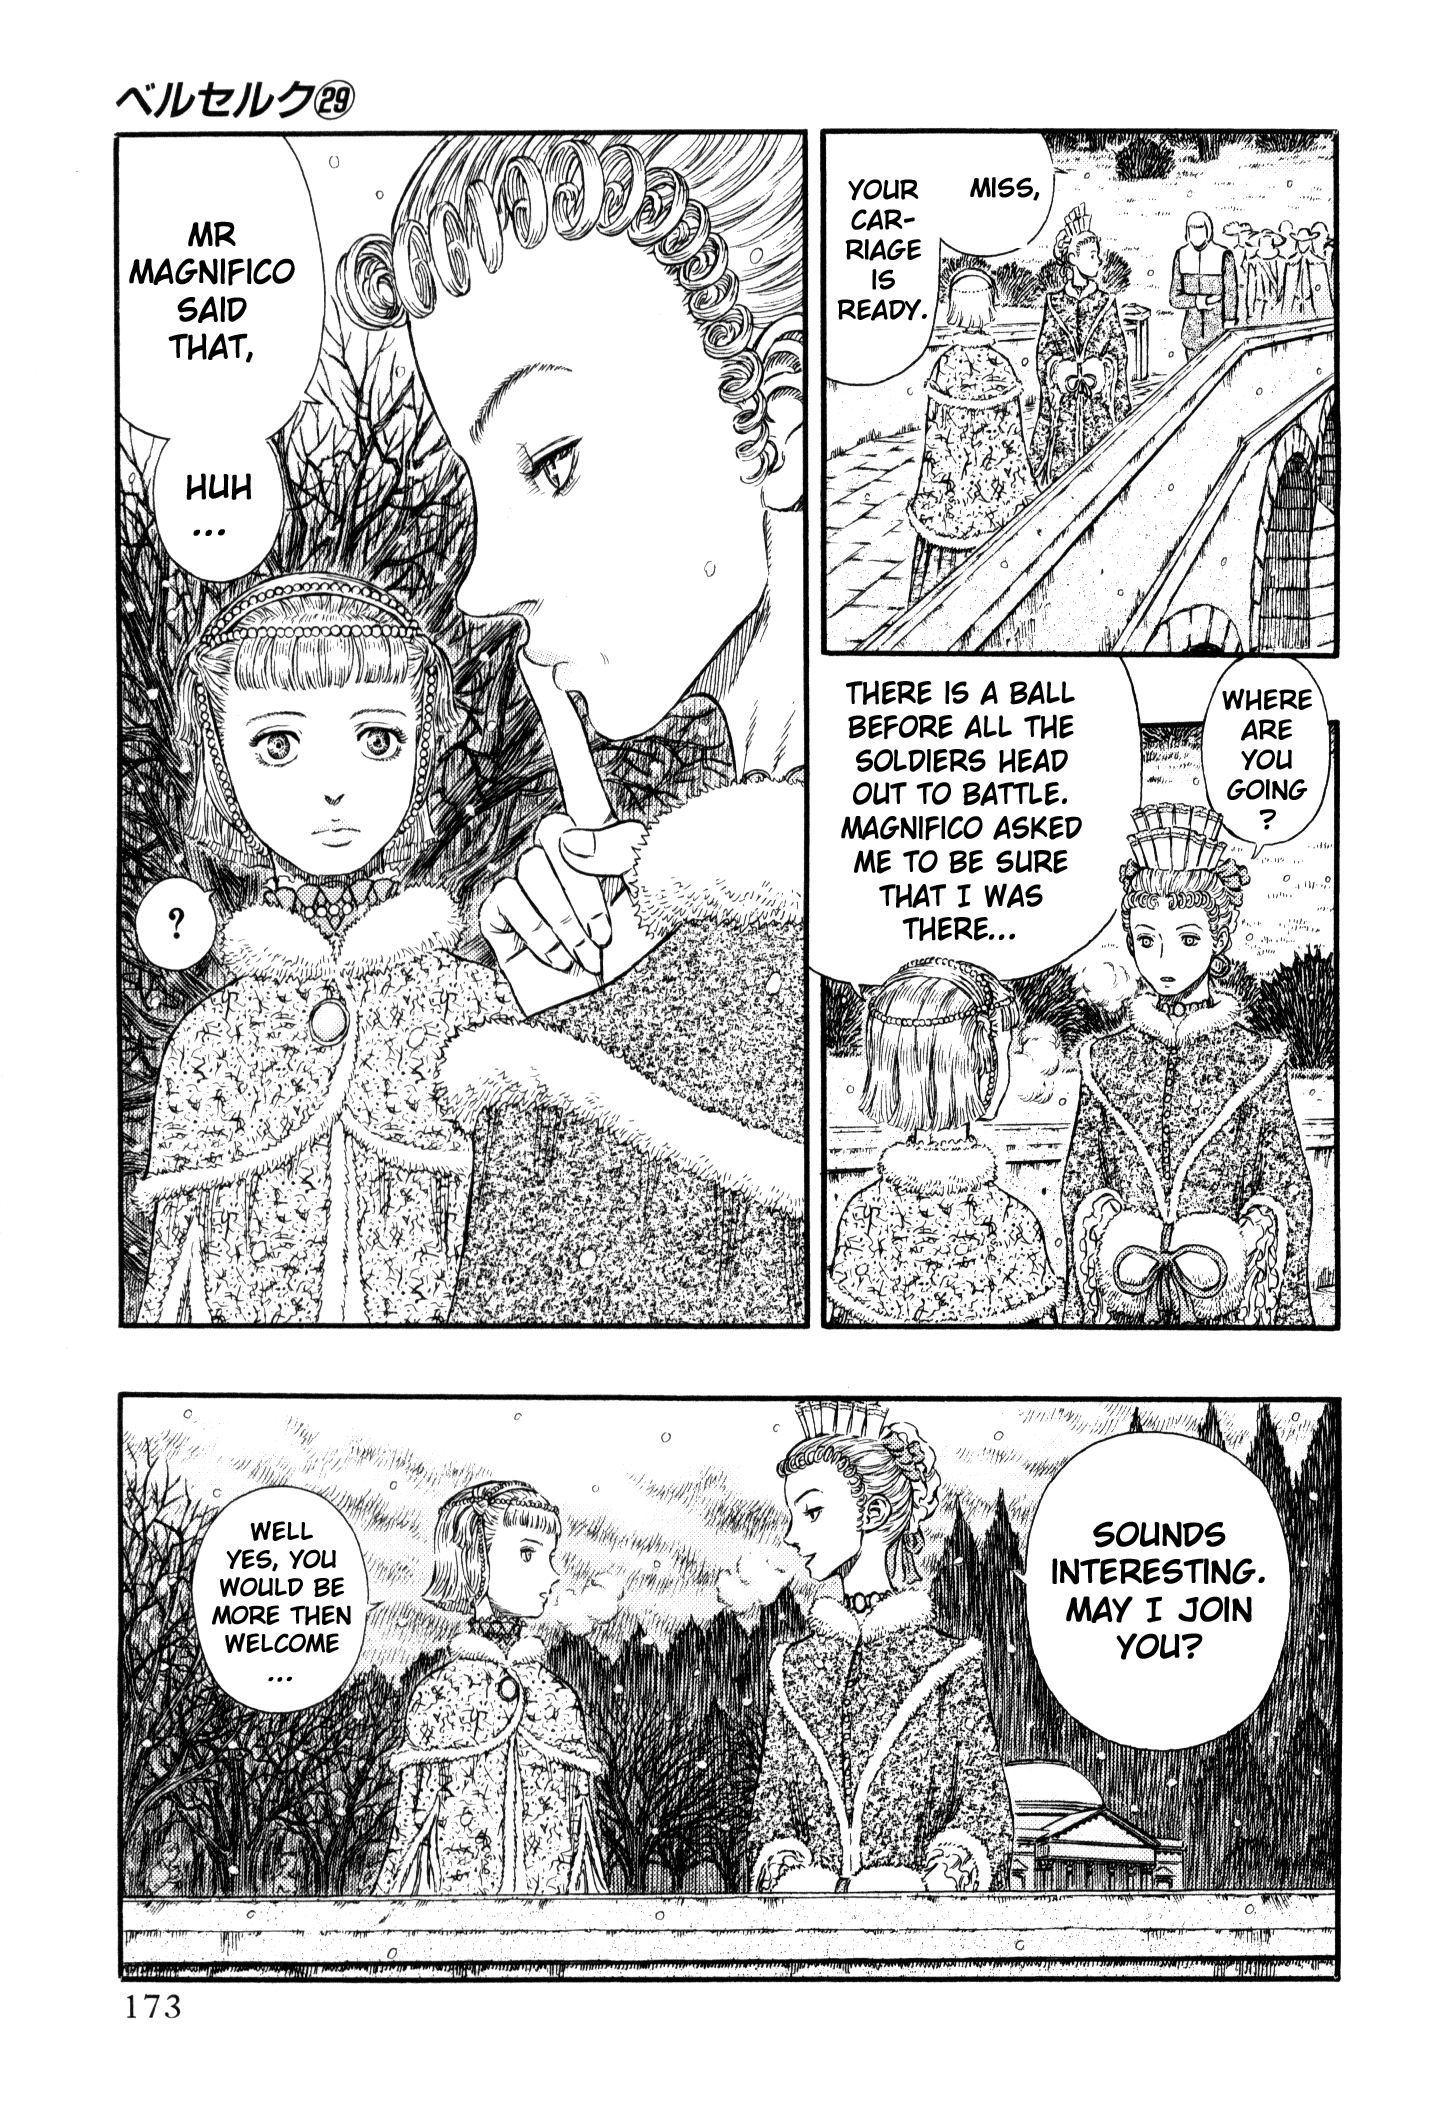 ベルセルク㉙
MISS,
YOUR
CAR-
RIAGE
IS
READY.
WHERE
ARE
YOU
GOING
?
THERE IS A BALL
BEFORE ALL THE
SOLDIERS HEAD
OUT TO BATTLE.
MAGNIFICO ASKED
ME TO BE SURE
THAT I WAS
THERE...
MR
MAGNIFICO
SAID
THAT,
HUH
...
?
SOUNDS
INTERESTING.
MAY I JOIN
YOU?
WELL
YES, YOU
WOULD BE
MORE THEN
WELCOME
...
173